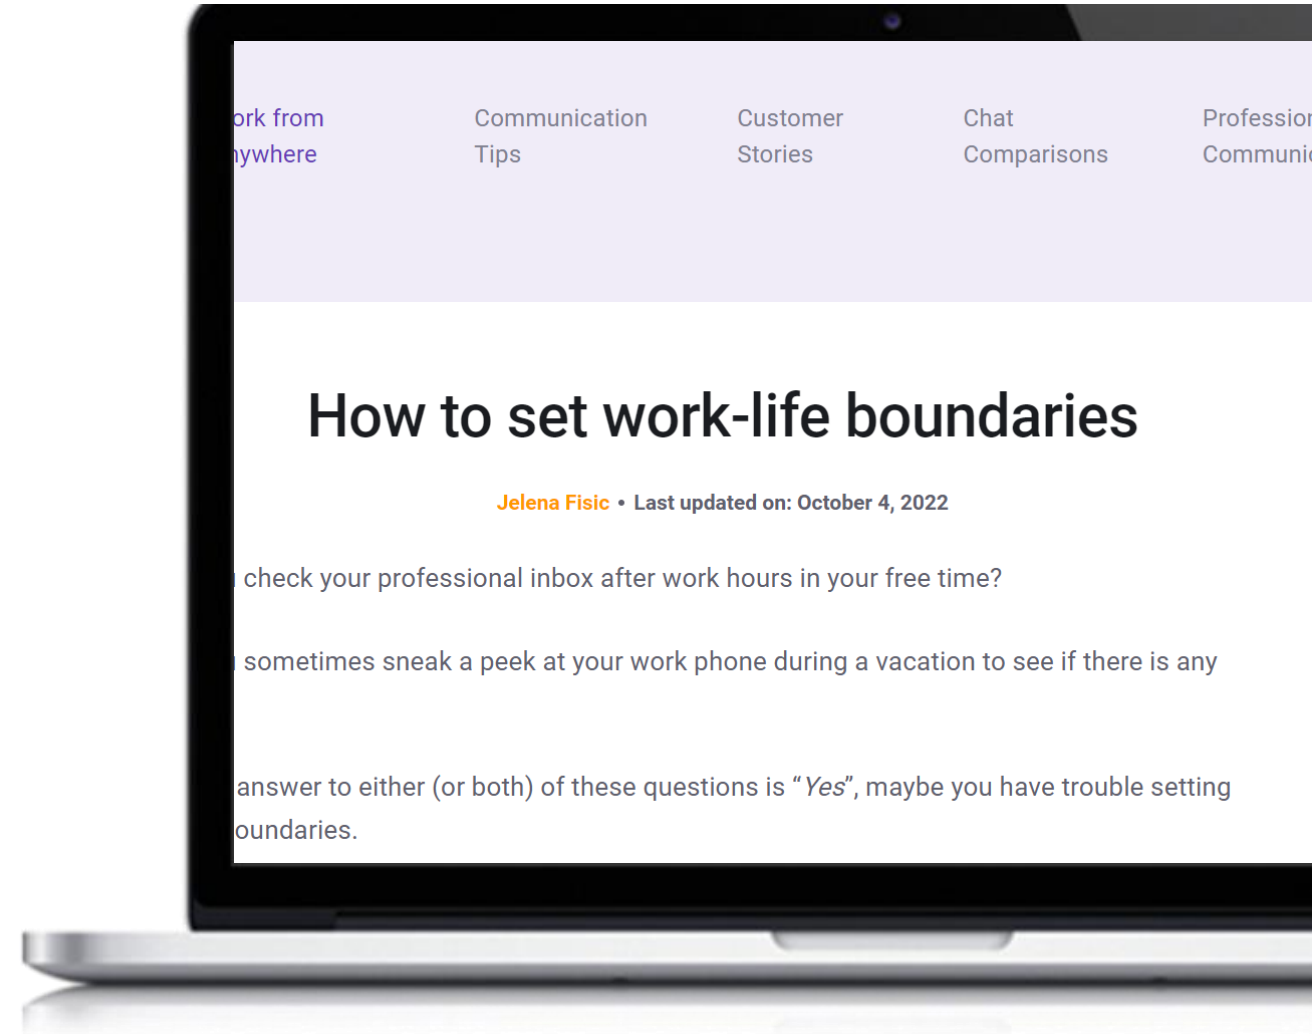 ork from
nywhere
Communication
Tips
Customer
Stories
Chat
Comparisons
Profession
Communic
How to set work-life boundaries
Jelena Fisic • Last updated on: October 4, 2022
check your professional inbox after work hours in your free time?
sometimes sneak a peek at your work phone during a vacation to see if there is any
answer to either (or both) of these questions is “Yes”, maybe you have trouble setting
oundaries.